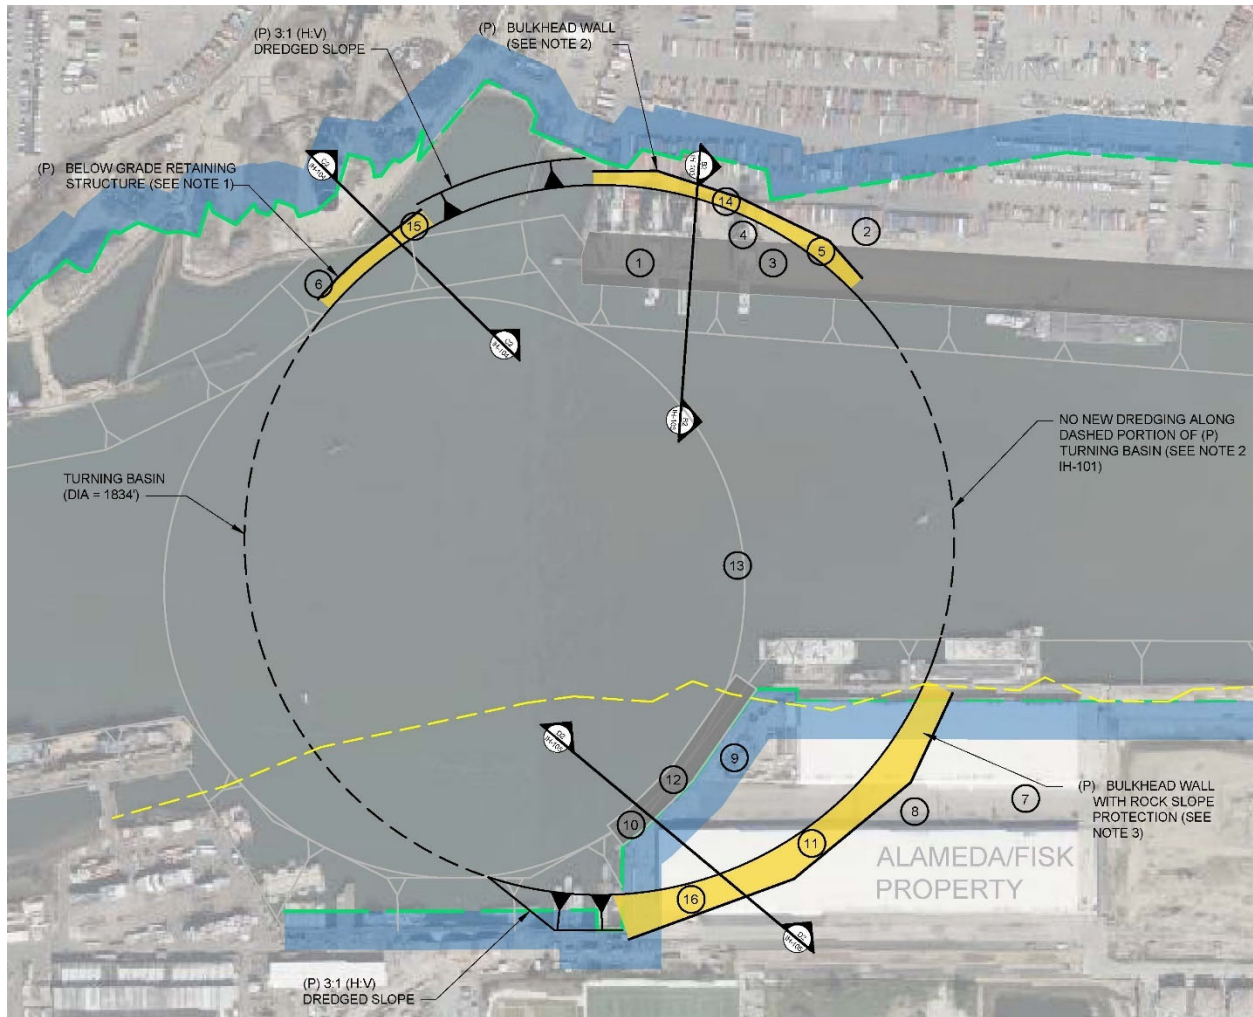 (P) 3:1 (H:V)
DREDGED SLOPE
(P) BULKHEAD WALL
(SEE NOTE 2)
(P) BELOW GRADE RETAINING
STRUCTURE (SEE NOTE 1)
14
15
4
2
5
1
3
6
NO NEW DREDGING ALONG
DASHED PORTION OF (P)
TURNING BASIN (SEE NOTE 2
IH-101)
TURNING BASIN
(DIA = 1834')
13
9
12
7
8
10
11
(P) BULKHEAD WALL
WITH ROCK SLOPE
PROTECTION (SEE
NOTE 3)
ALAMEDA/FISK
PROPERTY
16
(P) 3:1 (H:V)
DREDGED SLOPE